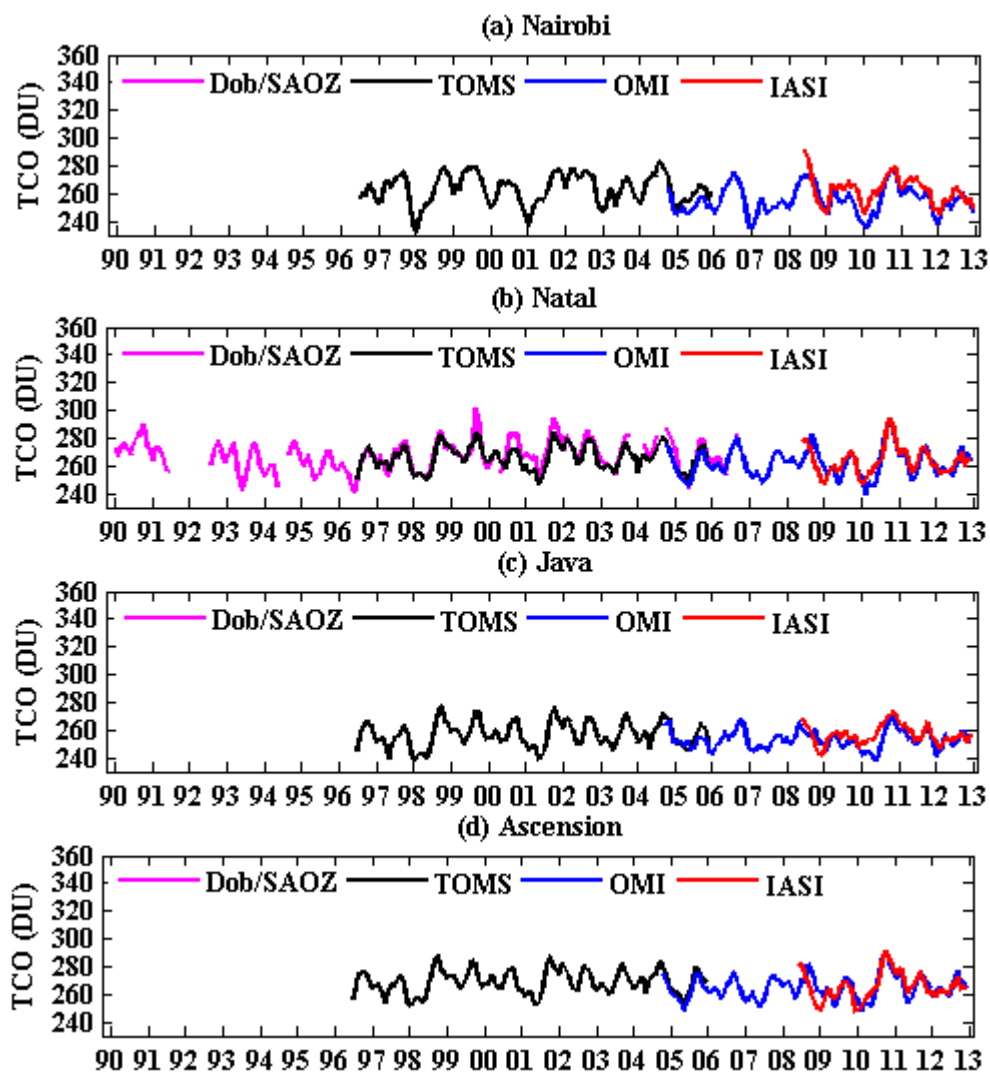 (a) Nairobi
360
340
320
300
280
260
240
TCO (DU)
Dob/SAOZ TOMS OMI IASI
90 91 92 93 94 95 96 97 98 99 00 01 02 03 04 05 06 07 08 09 10 11 12 13
(b) Natal
360
340
320
300
280
260
240
TCO (DU)
Dob/SAOZ TOMS OMI IASI
90 91 92 93 94 95 96 97 98 99 00 01 02 03 04 05 06 07 08 09 10 11 12 13
(c) Java
360
340
320
300
280
260
240
TCO (DU)
Dob/SAOZ TOMS OMI IASI
90 91 92 93 94 95 96 97 98 99 00 01 02 03 04 05 06 07 08 09 10 11 12 13
(d) Ascension
360
340
320
300
280
260
240
TCO (DU)
Dob/SAOZ TOMS OMI IASI
90 91 92 93 94 95 96 97 98 99 00 01 02 03 04 05 06 07 08 09 10 11 12 13